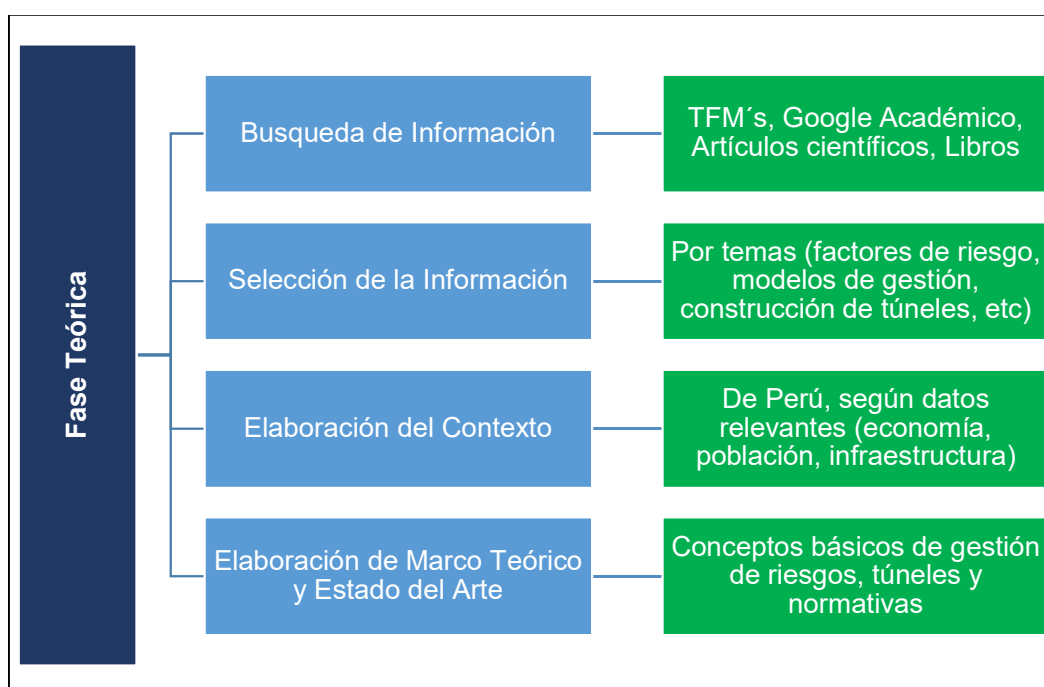 Fase Teórica
Busqueda de Información
TFM´s, Google Académico,
Artículos científicos, Libros
Selección de la Información
Por temas (factores de riesgo,
modelos de gestión,
construcción de túneles, etc)
Elaboración del Contexto
De Perú, según datos
relevantes (economía,
población, infraestructura)
Elaboración de Marco Teórico
y Estado del Arte
Conceptos básicos de gestión
de riesgos, túneles y
normativas